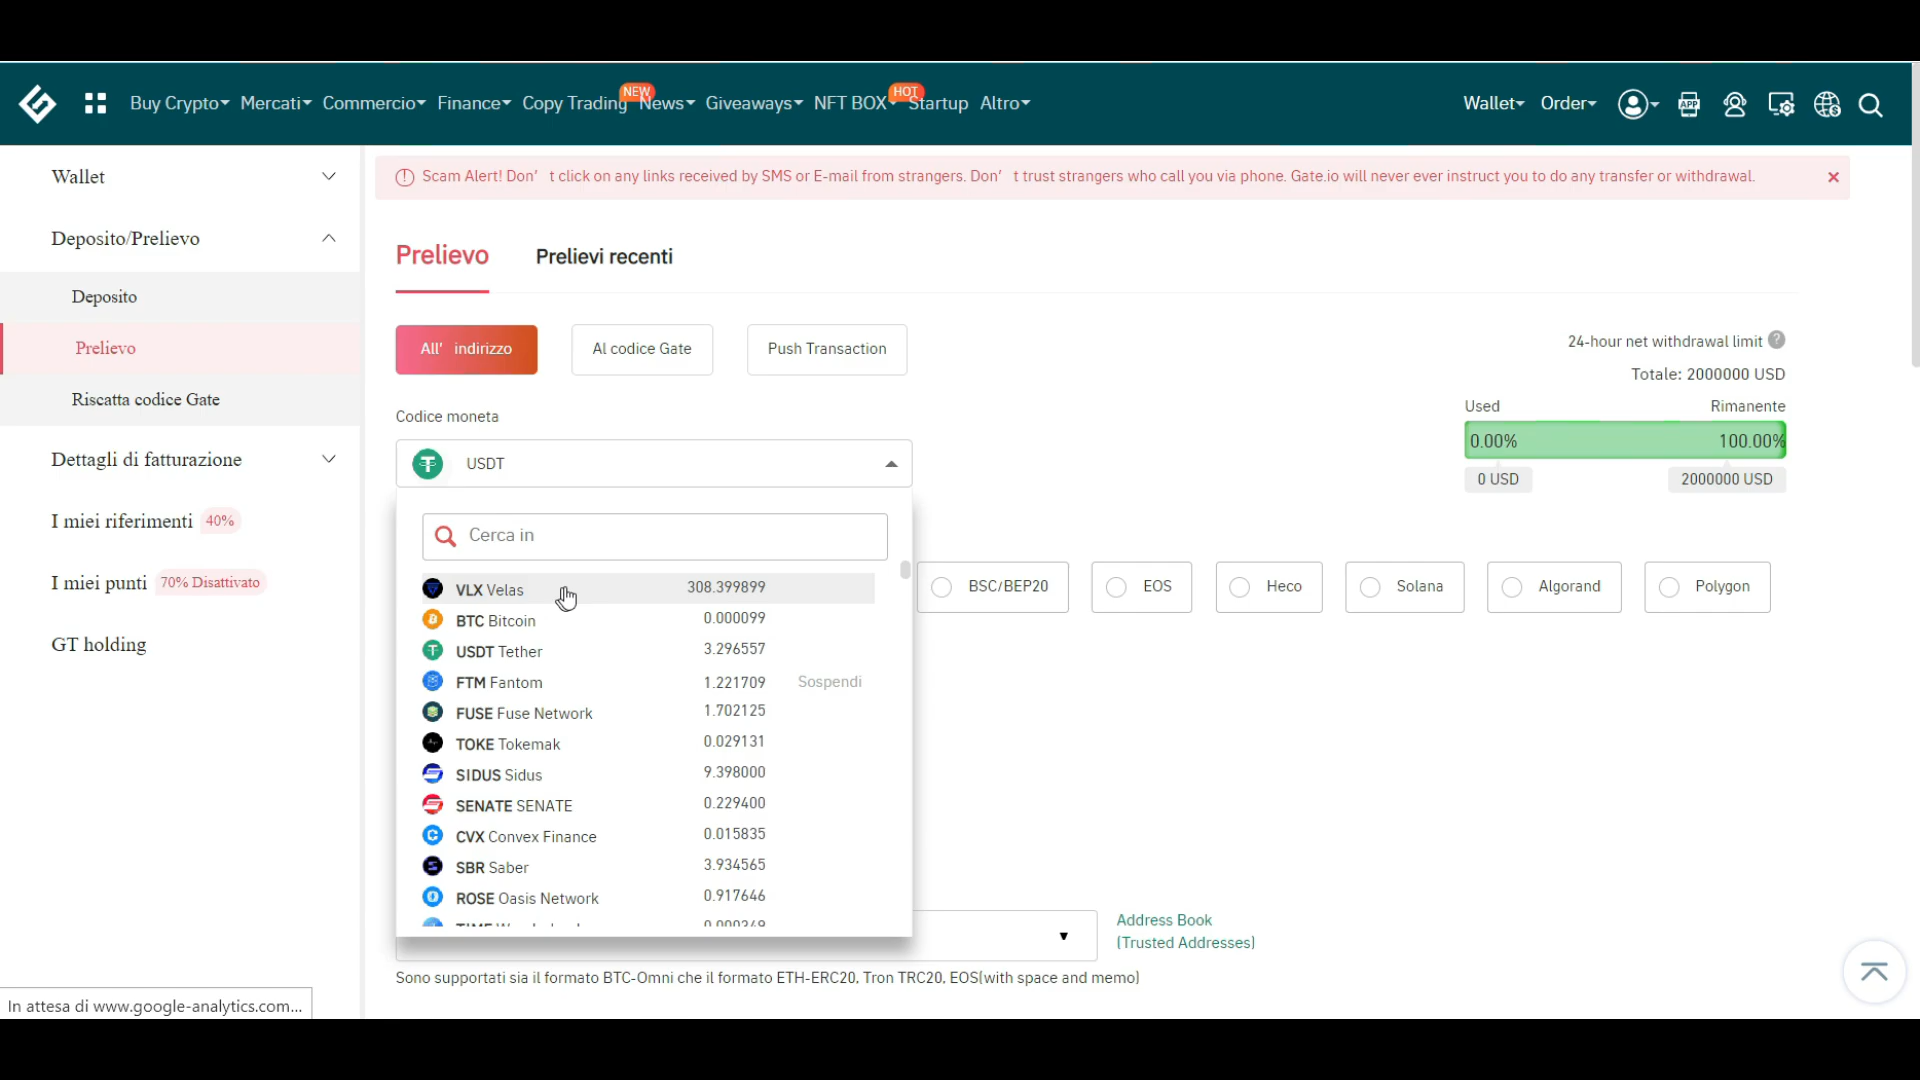 Buy Crypto Mercati Commercio Finance Copy Trading NEW News Giveaways NFT BOX HOT Startup Altro Wallet Order APP
Wallet
Deposito/Prelievo
Deposito
Prelievo
Riscatta codice Gate
Dettagli di fatturazione
I miei riferimenti 40%
I miei punti 70% Disattivato
GT holding
Scam Alert! Don' t click on any links received by SMS or E-mail from strangers. Don' t trust strangers who call you via phone. Gate.io will never ever instruct you to do any transfer or withdrawal.
Prelievo Prelievi recenti
All' indirizzo Al codice Gate Push Transaction
24-hour net withdrawal limit ?
Totale: 2000000 USD
Used Rimanente
0.00% 100.00%
0 USD 2000000 USD
Codice moneta
USDT
Cerca in
VLX Velas 308.399899
BTC Bitcoin 0.000099
USDT Tether 3.296557
FTM Fantom 1.221709 Sospendi
FUSE Fuse Network 1.702125
TOKE Tokemak 0.029131
SIDUS Sidus 9.398000
SENATE SENATE 0.229400
CVX Convex Finance 0.015835
SBR Saber 3.934565
ROSE Oasis Network 0.917646
BSC/BEP20 EOS Heco Solana Algorand Polygon
Address Book
(Trusted Addresses)
Sono supportati sia il formato BTC-Omni che il formato ETH-ERC20, Tron TRC20, EOS(with space and memo)
In attesa di www.google-analytics.com...